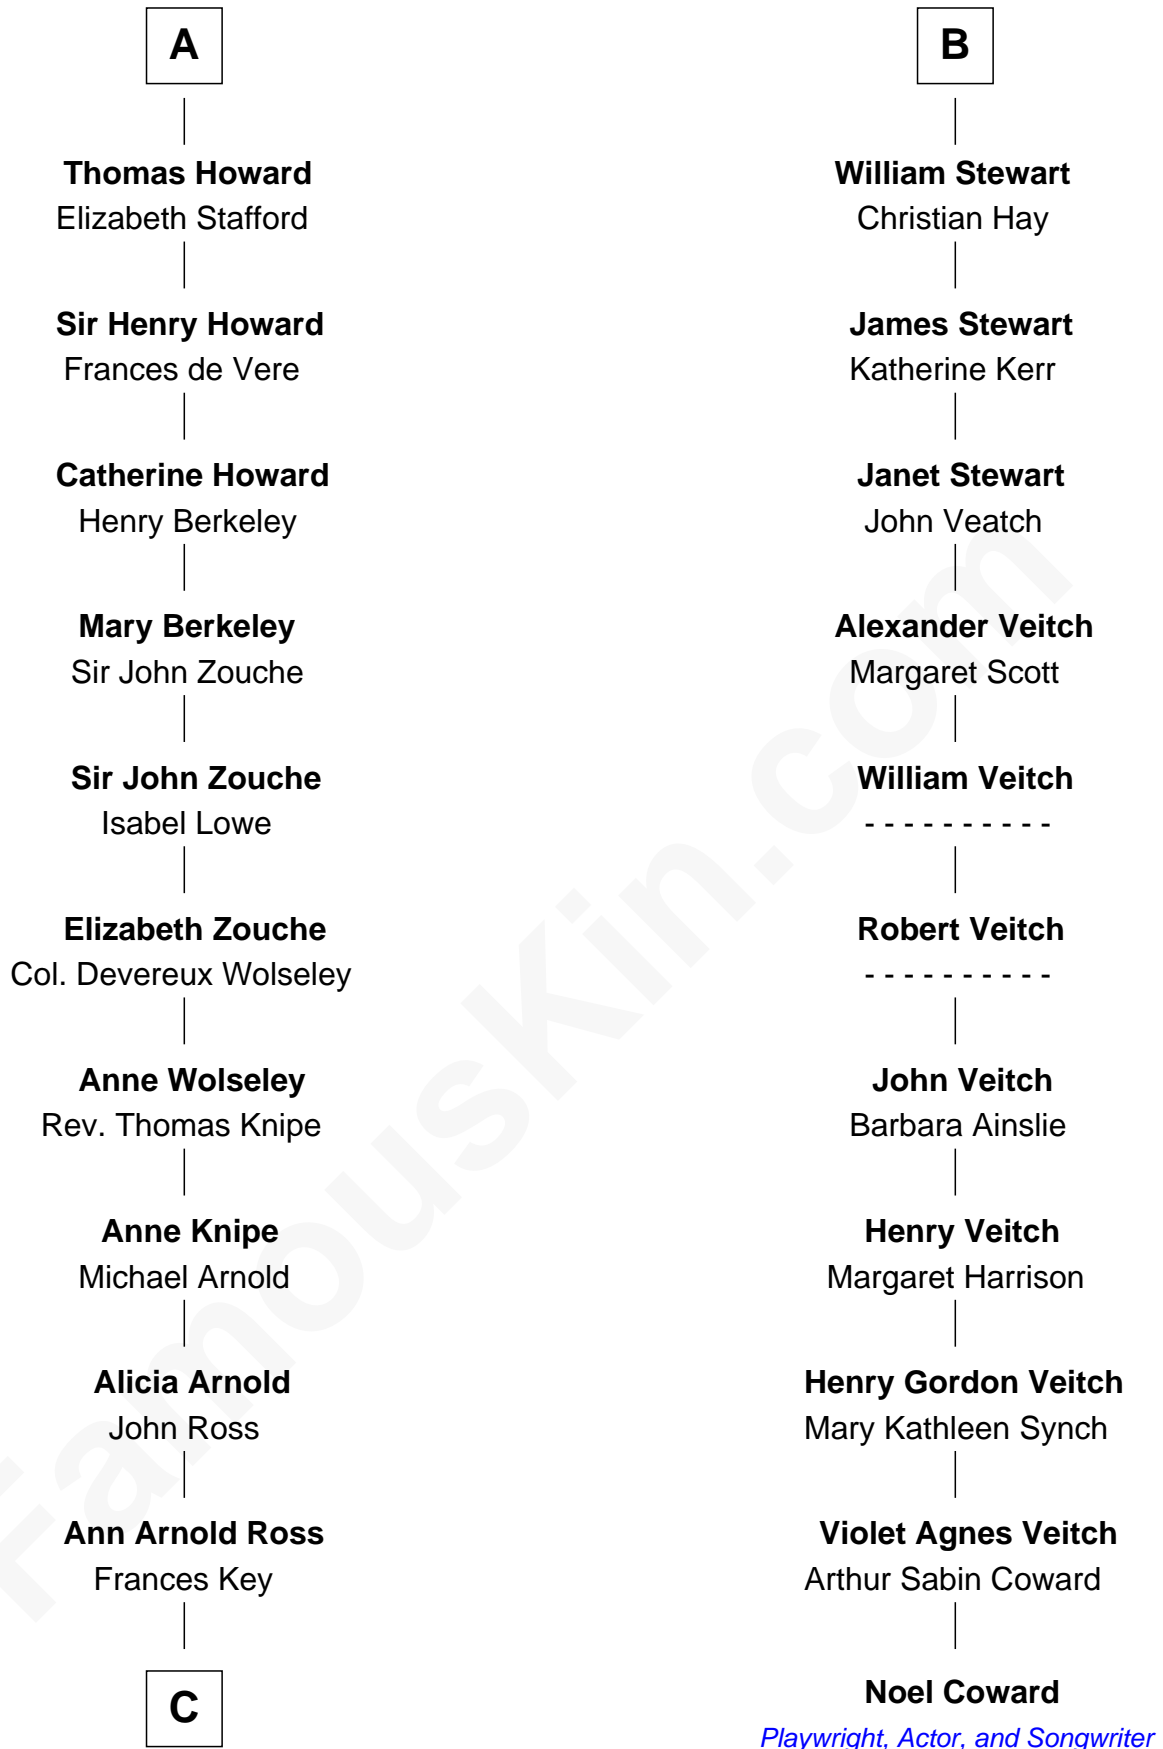 A
Thomas Howard
Elizabeth Stafford
Sir Henry Howard
Frances de Vere
Catherine Howard
Henry Berkeley
Mary Berkeley
Sir John Zouche
Sir John Zouche
Isabel Lowe
Elizabeth Zouche
Col. Devereux Wolseley
Anne Wolseley
Rev. Thomas Knipe
Anne Knipe
Michael Arnold
Alicia Arnold
John Ross
Ann Arnold Ross
Frances Key
C
B
William Stewart
Christian Hay
James Stewart
Katherine Kerr
Janet Stewart
John Veatch
Alexander Veitch
Margaret Scott
William Veitch
- - - - - - - - - -
Robert Veitch
- - - - - - - - - -
John Veitch
Barbara Ainslie
Henry Veitch
Margaret Harrison
Henry Gordon Veitch
Mary Kathleen Synch
Violet Agnes Veitch
Arthur Sabin Coward
Noel Coward
Playwright, Actor, and Songwriter
FamousKin.com